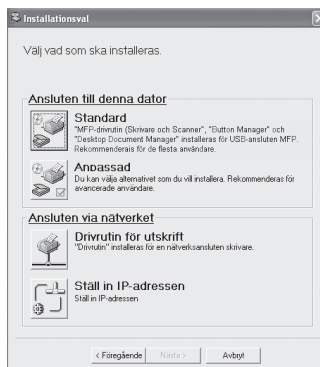 Installationsval
Välj vad som ska installeras.
Ansluten till denna dator
Standard
"MFP-drivrutin (Skrivare och Scanner", "Button Manager" och
"Desktop Document Manager" installeras för USB-ansluten MFP.
Rekommenderais för de flesta användare.
Anpassad
Du kan välja alternativet som du vill installera. Rekommenderas för
avancerade användare.
Ansluten via nätverket
Drivrutin för utskrift
"Drivrutin" installeras för en nätverksansluten skrivare.
Ställ in IP-adressen
Ställ in IP-adressen
< Föregående Nästa > Avbryt